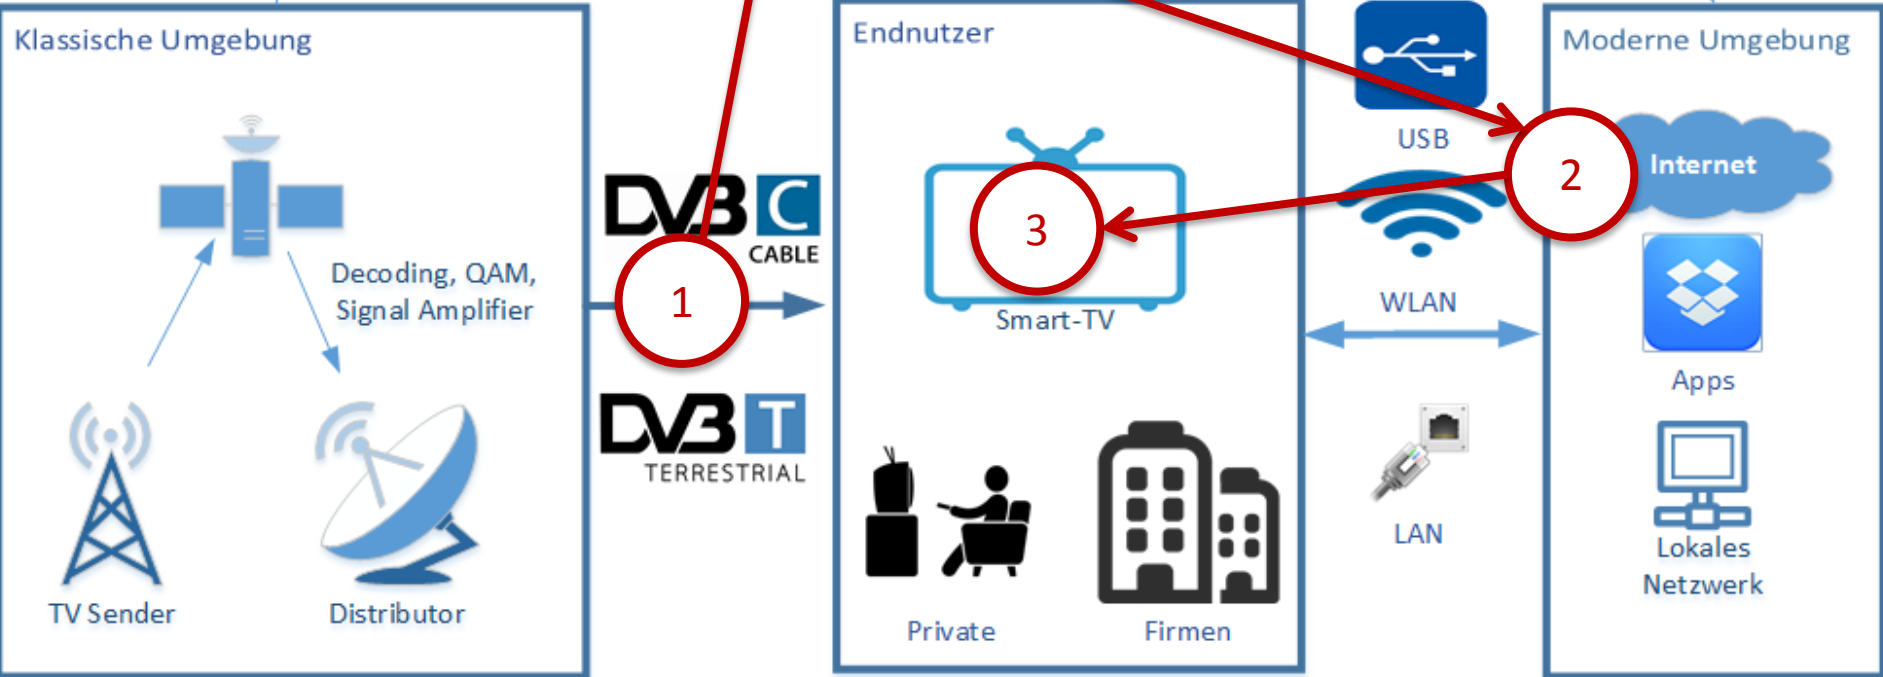 Klassische Umgebung
Decoding, QAM,
Signal Amplifier
TV Sender
Distributor
DVB C
CABLE
1
DVB T
TERRESTRIAL
Endnutzer
3
Smart-TV
Private
Firmen
USB
WLAN
LAN
Moderne Umgebung
2
Internet
Apps
Lokales
Netzwerk